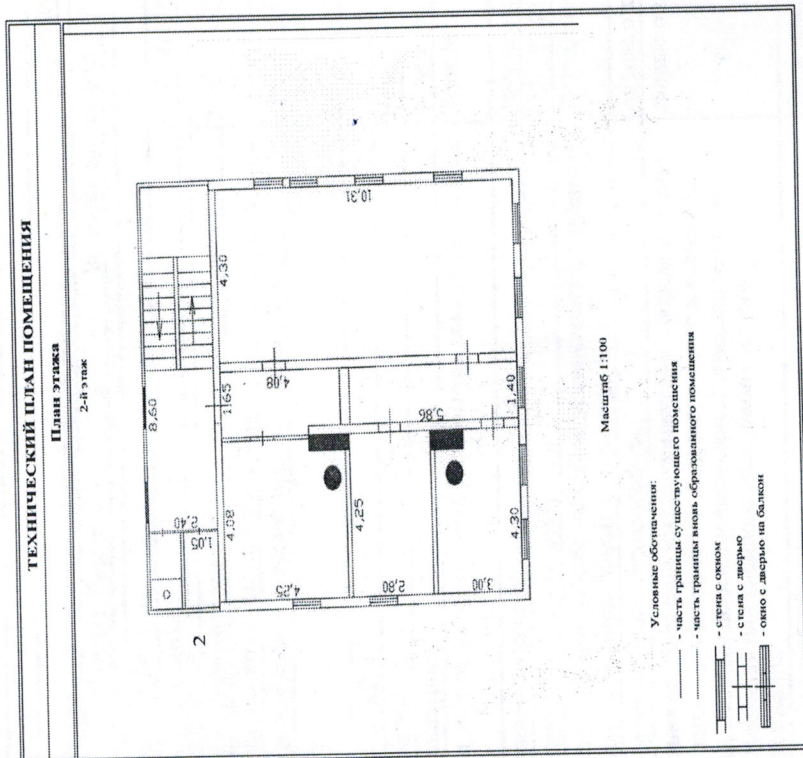 ТЕХНИЧЕСКИЙ ПЛАН ПОМЕЩЕНИЯ
План этажа
2-й этаж
8,60
2,40
1,05
2
4,30
10,31
1,65
4,08
4,08
4,25
4,25
5,86
1,40
2,80
3,00
4,30
Масштаб 1:100
Условные обозначения:
- часть границы существующего помещения
- часть границы вновь образованного помещения
- стена с окном
- стена с дверью
- окно с дверью на балкон